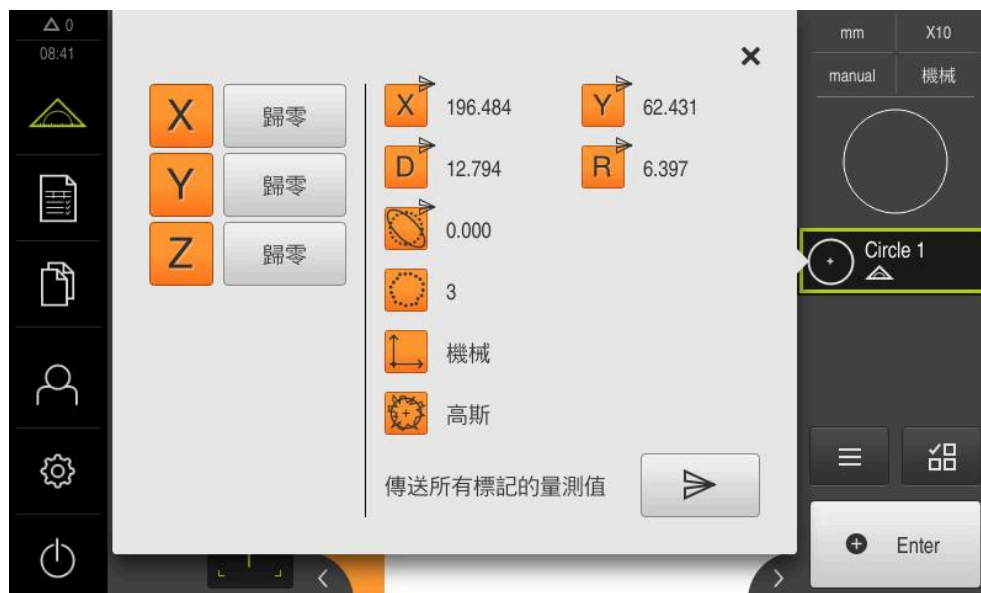 0
08:41
X 歸零
Y 歸零
Z 歸零
X 196.484 Y 62.431
D 12.794 R 6.397
0.000
3
機械
高斯
傳送所有標記的量測值
mm X10
manual 機械
Circle 1
Enter